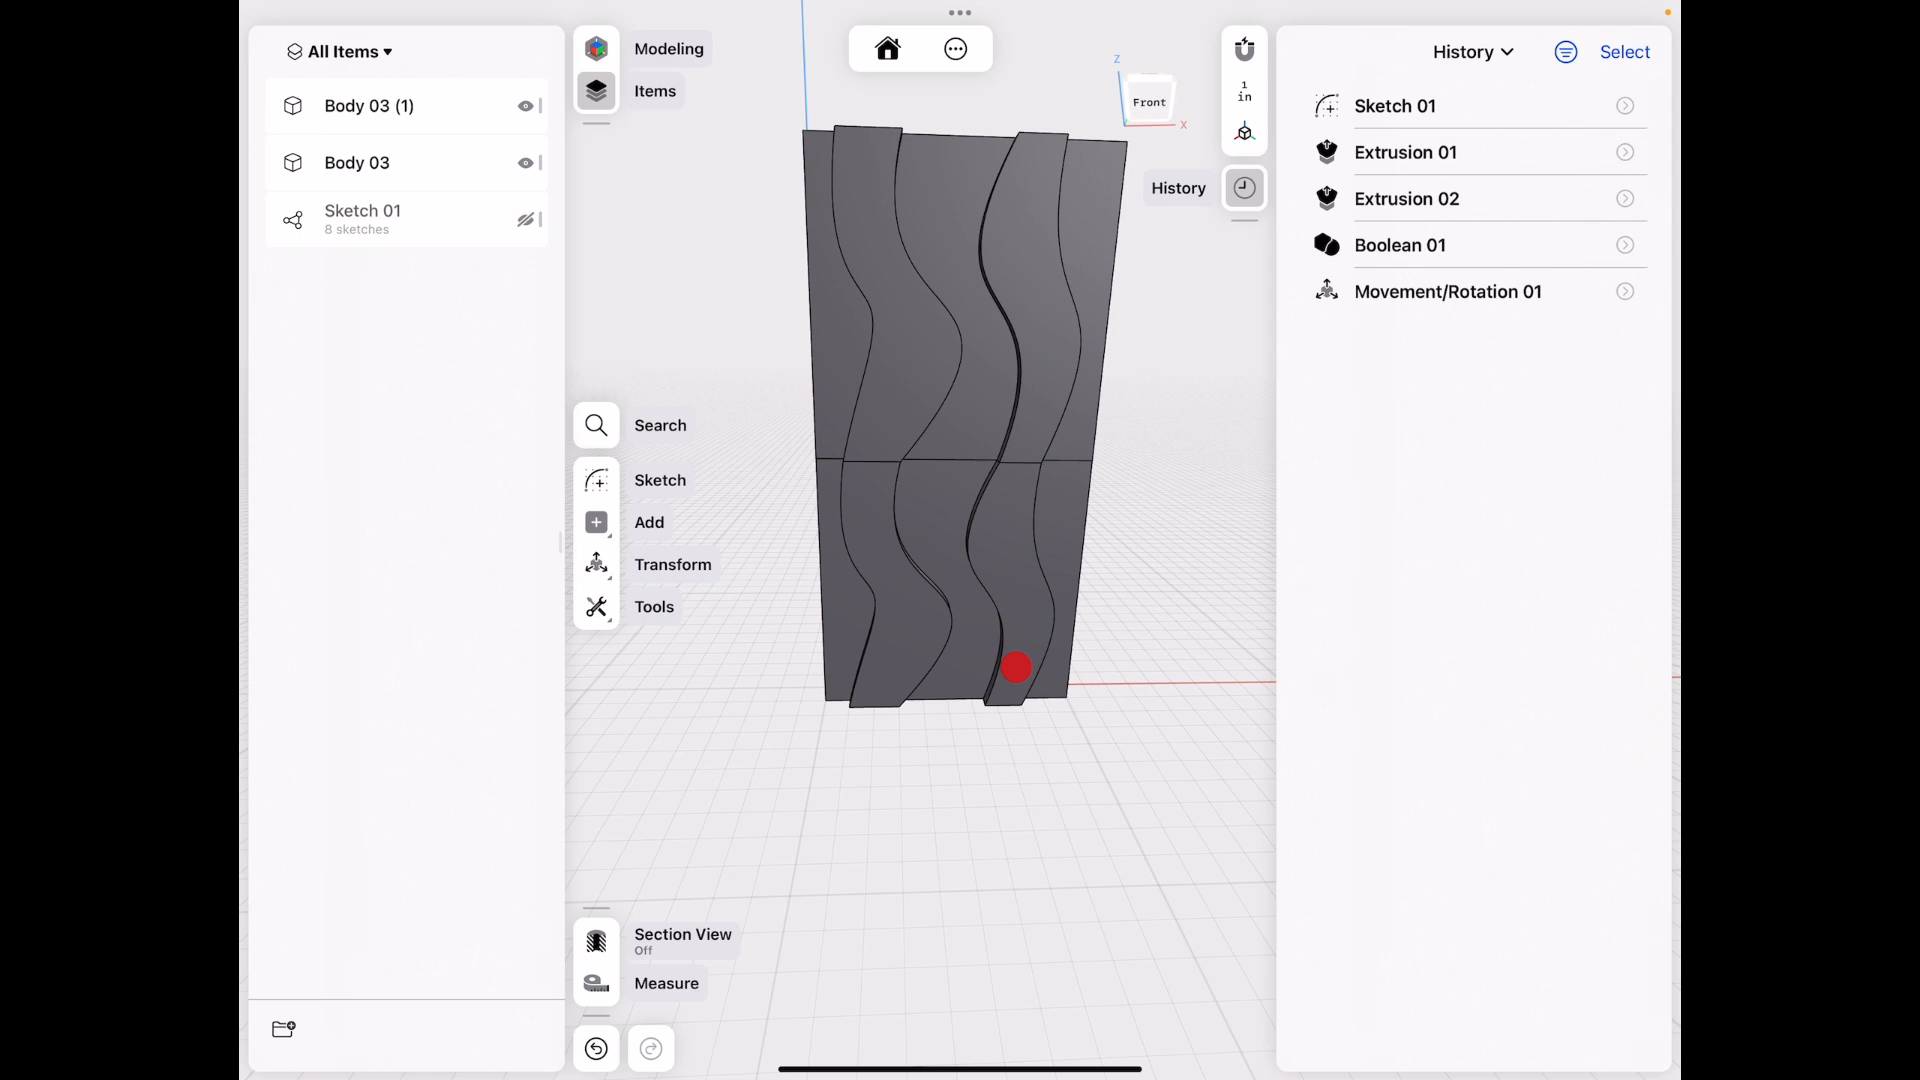 All Items
Body 03 (1)
Body 03
Sketch 01
8 sketches
Modeling
Items
Search
Sketch
Add
Transform
Tools
Section View
Off
Measure
Z
Front
X
1
in
History
History
Select
Sketch 01
Extrusion 01
Extrusion 02
Boolean 01
Movement/Rotation 01